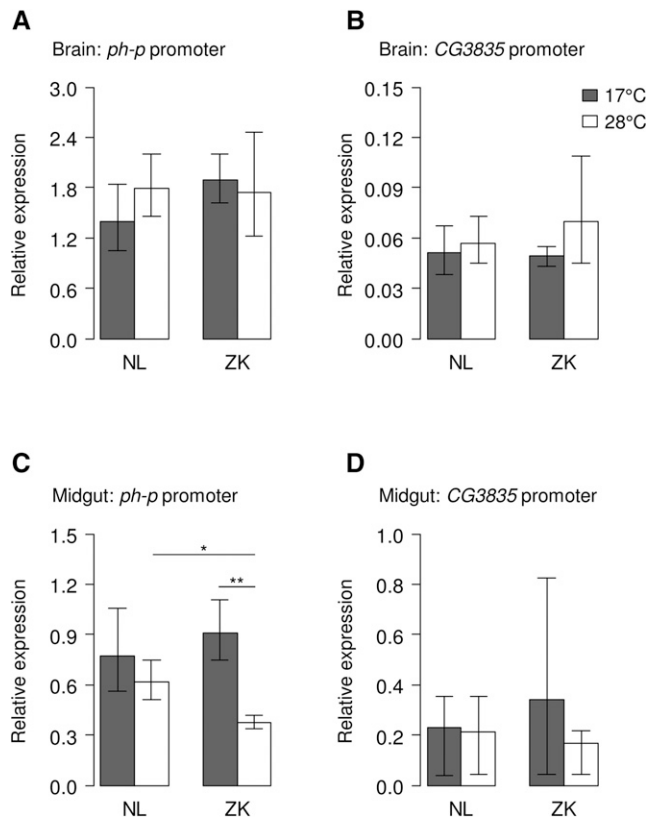 A
Brain: ph-p promoter
Relative expression
3.0
2.4
1.8
1.2
0.6
0.0
NL
ZK
B
Brain: CG3835 promoter
17°C
28°C
Relative expression
0.15
0.12
0.09
0.06
0.03
0.00
NL
ZK
C
Midgut: ph-p promoter
Relative expression
1.5
1.2
0.9
0.6
0.3
0.0
*
**
NL
ZK
D
Midgut: CG3835 promoter
Relative expression
1.0
0.8
0.6
0.4
0.2
0.0
NL
ZK